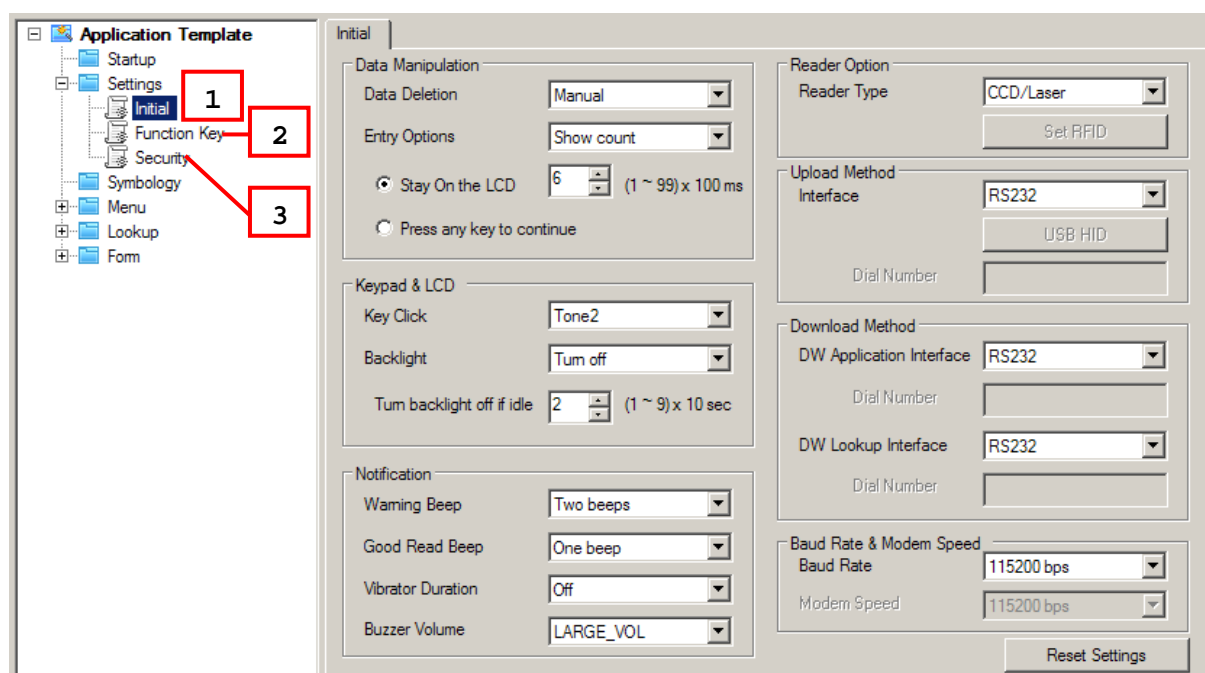 Application Template
Startup
Settings
Initial
1
Function Key
2
Security
3
Symbology
Menu
Lookup
Form
Initial
Data Manipulation
Data Deletion Manual
Entry Options Show count
Stay On the LCD 6 (1 ~ 99) x 100 ms
Press any key to continue
Keypad & LCD
Key Click Tone2
Backlight Turn off
Turn backlight off if idle 2 (1 ~ 9) x 10 sec
Notification
Warning Beep Two beeps
Good Read Beep One beep
Vibrator Duration Off
Buzzer Volume LARGE_VOL
Reader Option
Reader Type CCD/Laser
Set RFID
Upload Method
Interface RS232
USB HID
Dial Number
Download Method
DW Application Interface RS232
Dial Number
DW Lookup Interface RS232
Dial Number
Baud Rate & Modem Speed
Baud Rate 115200 bps
Modem Speed 115200 bps
Reset Settings